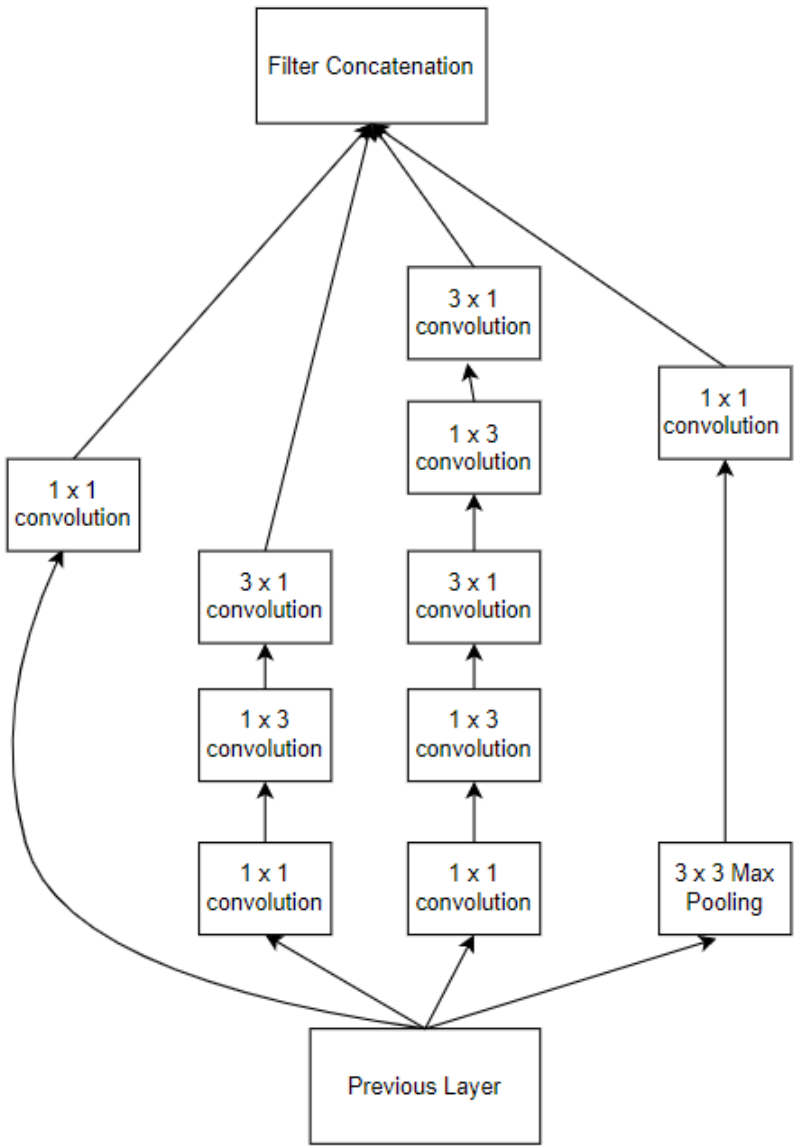 Filter Concatenation
3 x 1
convolution
1 x 1
convolution
1 x 3
convolution
1 x 1
convolution
3 x 1
convolution
3 x 1
convolution
1 x 3
convolution
1 x 3
convolution
1 x 1
convolution
1 x 1
convolution
3 x 3 Max
Pooling
Previous Layer